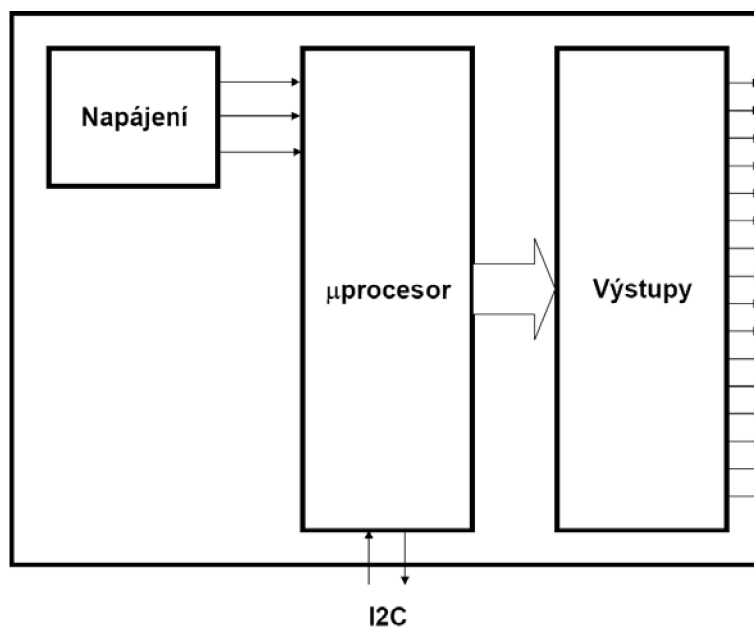 Napájení
μprocesor
Výstupy
I2C